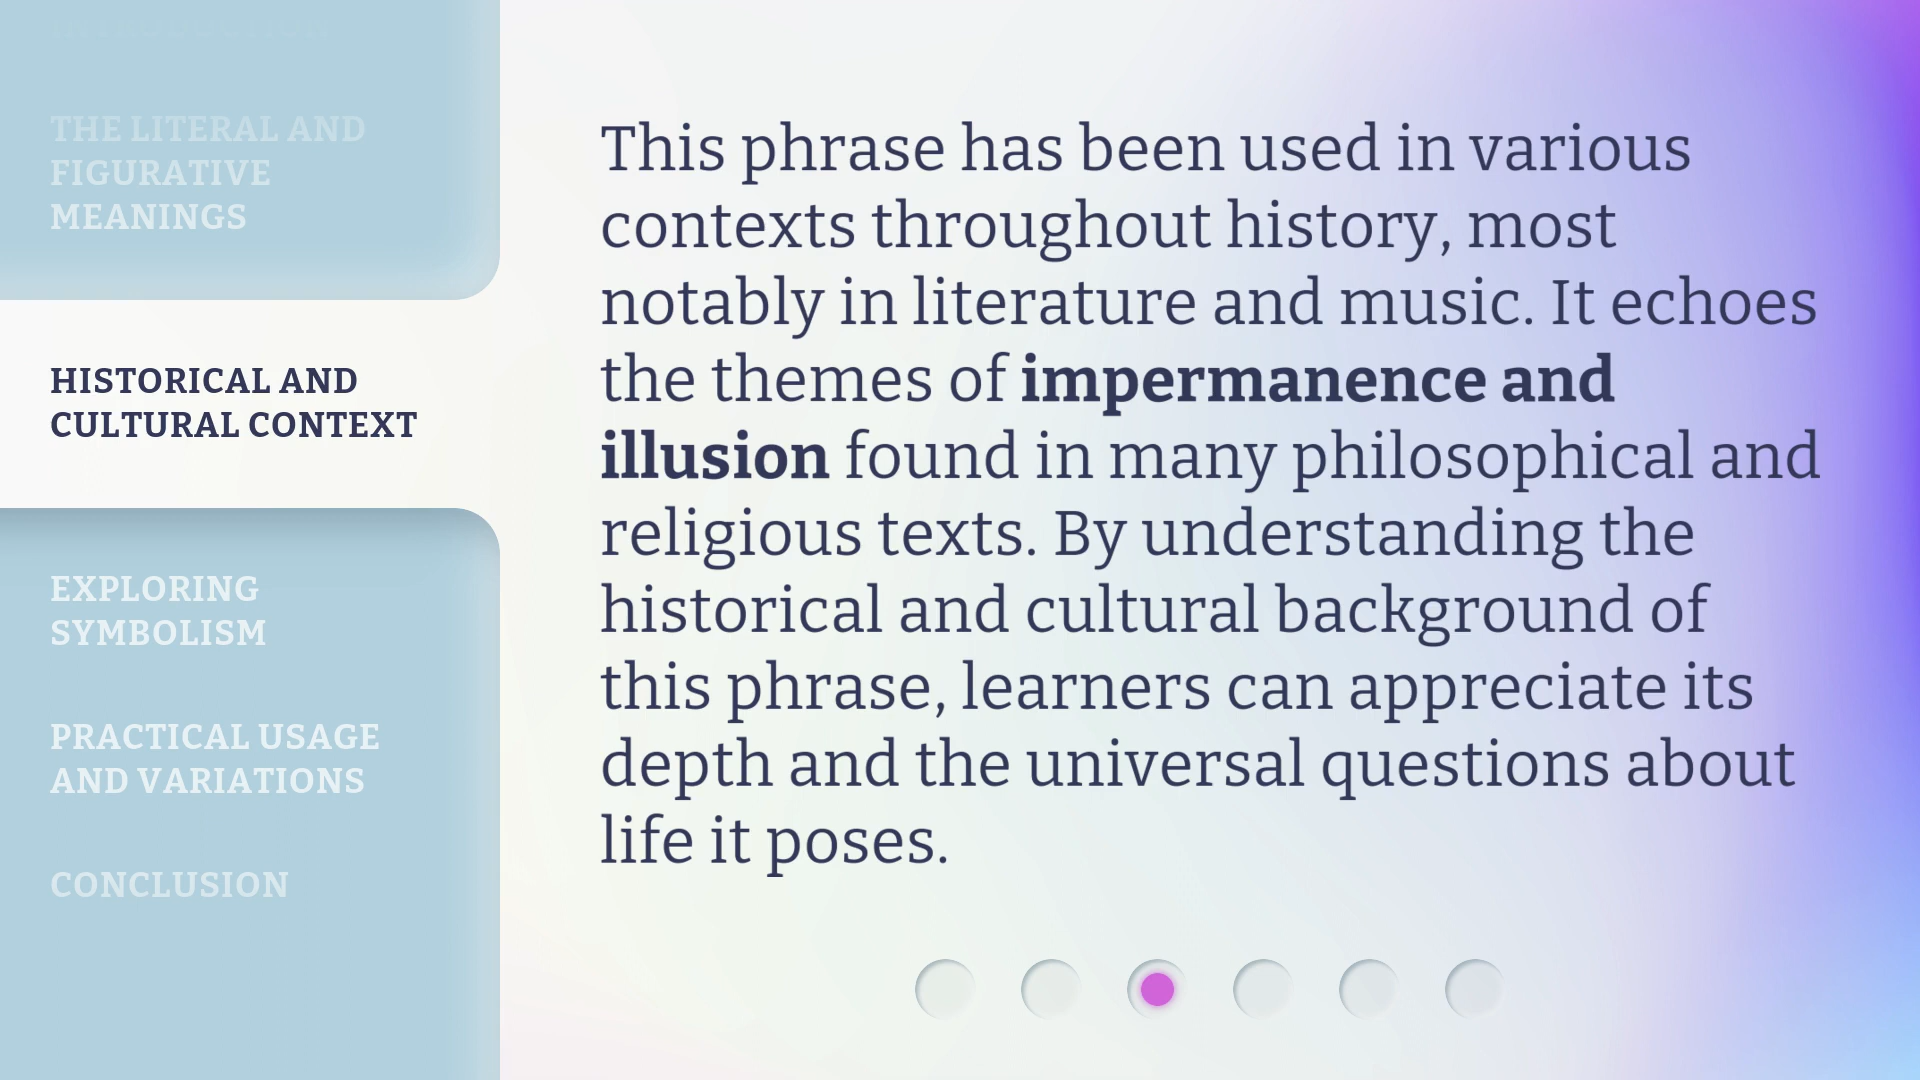 THE LITERAL AND
FIGURATIVE
MEANINGS
HISTORICAL AND
CULTURAL CONTEXT
EXPLORING
SYMBOLISM
PRACTICAL USAGE
AND VARIATIONS
CONCLUSION
This phrase has been used in various
contexts throughout history, most
notably in literature and music. It echoes
the themes of impermanence and
illusion found in many philosophical and
religious texts. By understanding the
historical and cultural background of
this phrase, learners can appreciate its
depth and the universal questions about
life it poses.